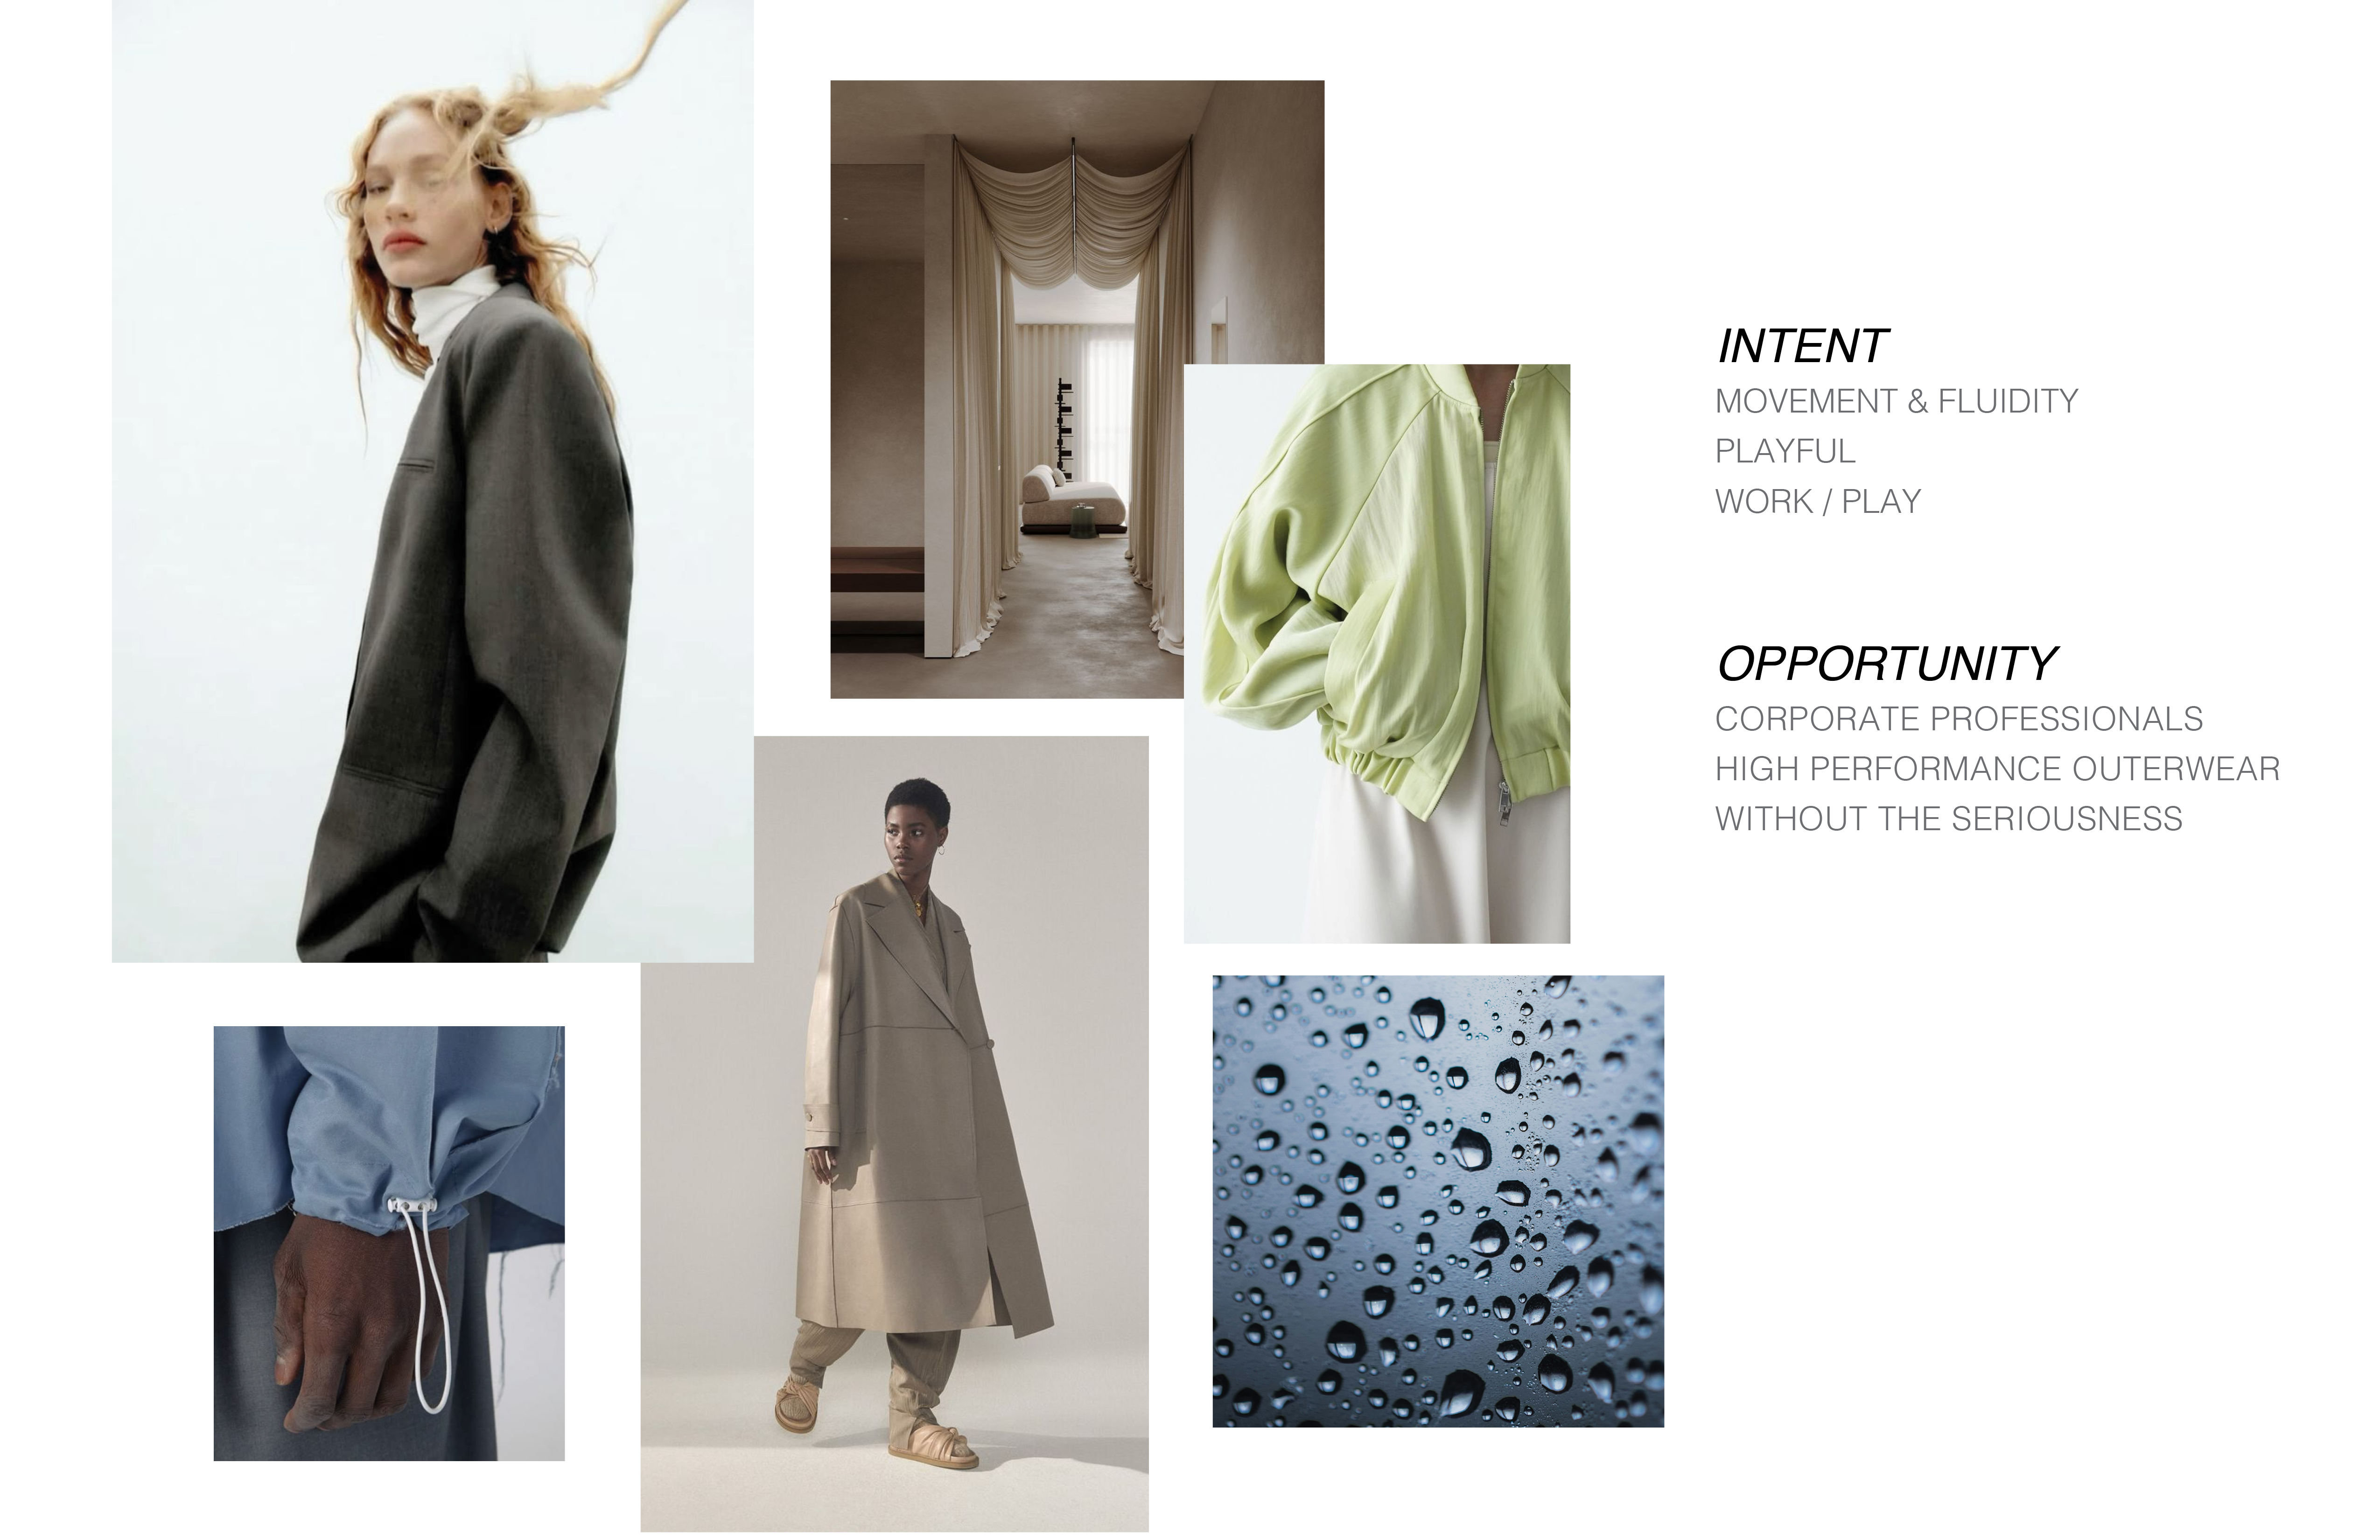 INTENT
MOVEMENT & FLUIDITY
PLAYFUL
WORK / PLAY
OPPORTUNITY
CORPORATE PROFESSIONALS
HIGH PERFORMANCE OUTERWEAR
WITHOUT THE SERIOUSNESS